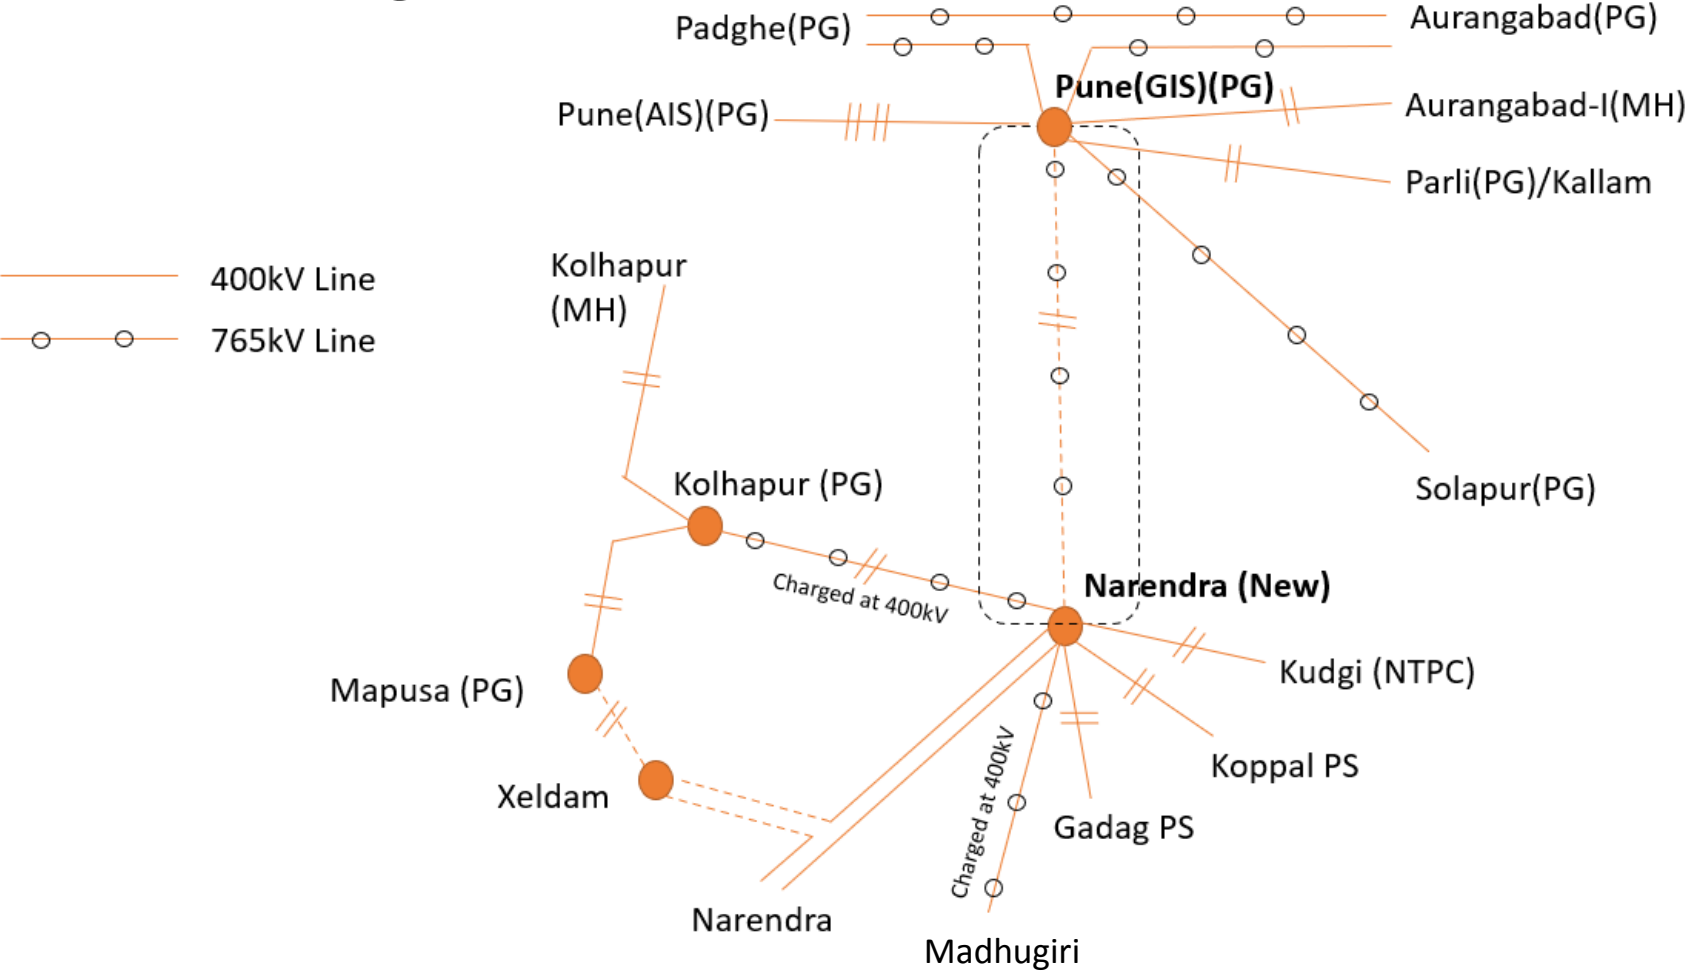 Padghe(PG)
Aurangabad(PG)
Pune(GIS)(PG)
Pune(AIS)(PG)
Aurangabad-I(MH)
Parli(PG)/Kallam
Kolhapur
(MH)
400kV Line
765kV Line
Kolhapur (PG)
Solapur(PG)
Charged at 400kV
Narendra (New)
Mapusa (PG)
Kudgi (NTPC)
Koppal PS
Xeldam
Charged at 400kV
Gadag PS
Narendra
Madhugiri